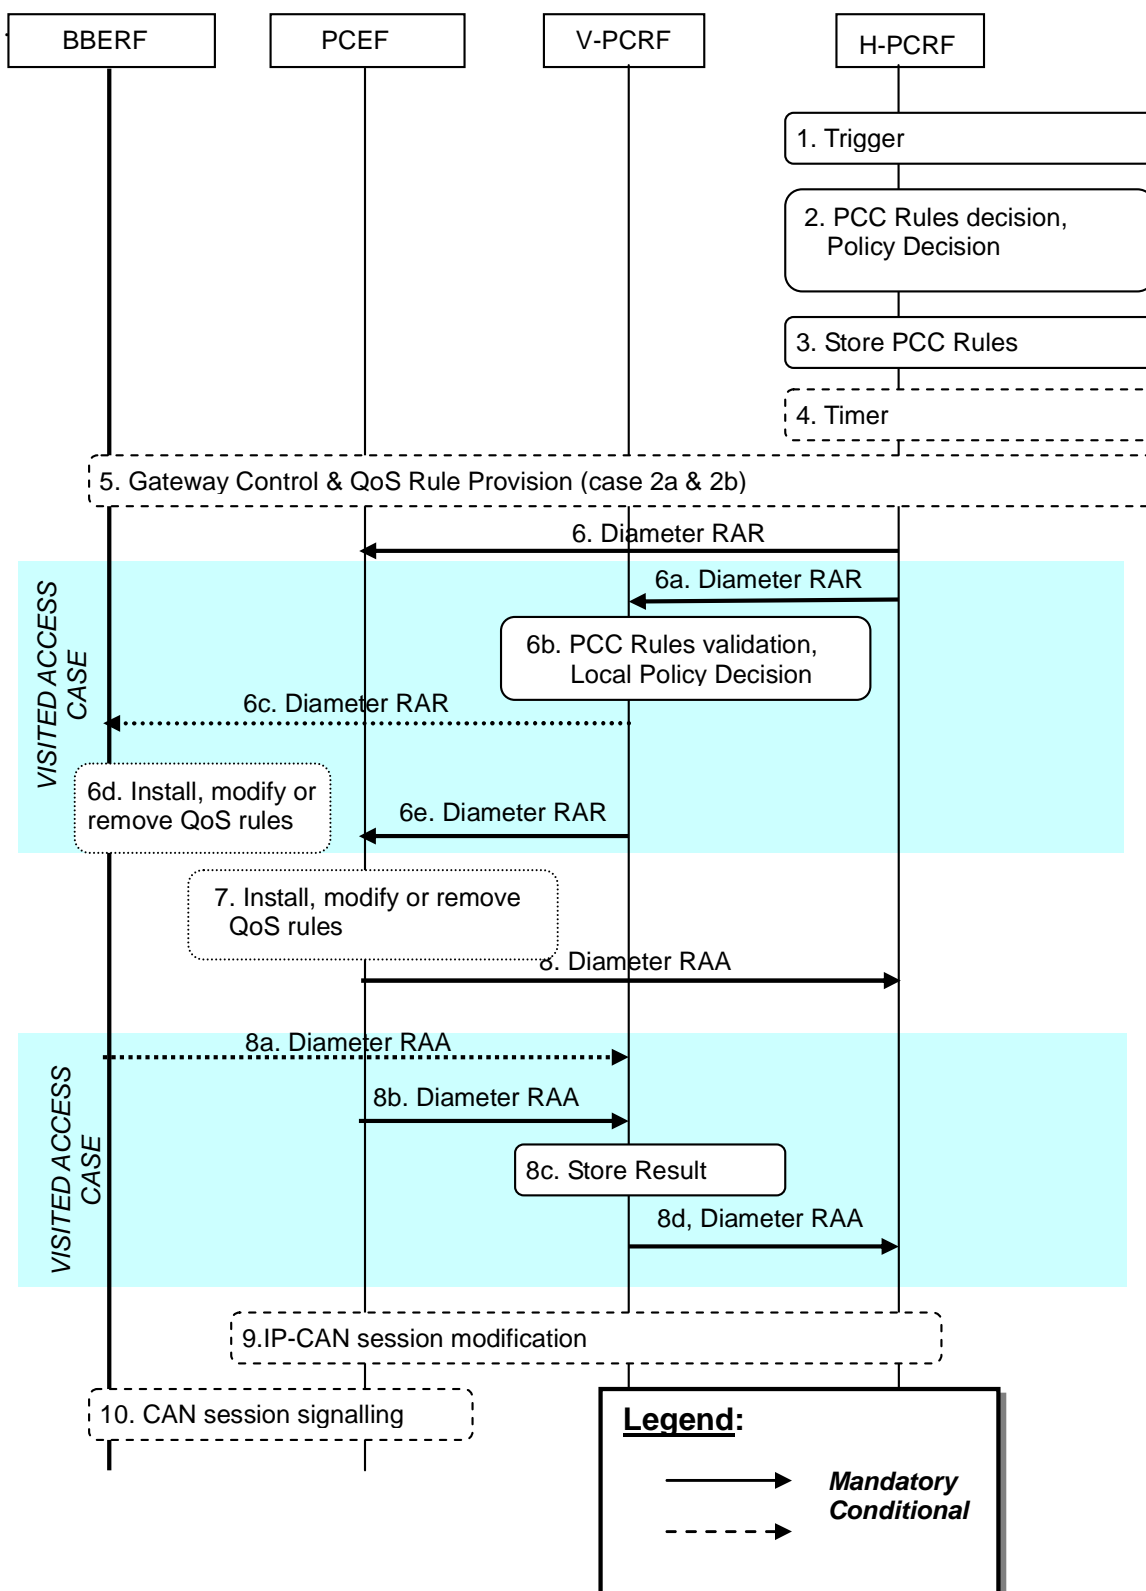 BBERF
PCEF
V-PCRF
H-PCRF
1. Trigger
2. PCC Rules decision,
Policy Decision
3. Store PCC Rules
4. Timer
5. Gateway Control & QoS Rule Provision (case 2a & 2b)
6. Diameter RAR
VISITED ACCESS
CASE
6a. Diameter RAR
6b. PCC Rules validation,
Local Policy Decision
6c. Diameter RAR
6d. Install, modify or
remove QoS rules
6e. Diameter RAR
7. Install, modify or remove
QoS rules
8. Diameter RAA
VISITED ACCESS
CASE
8a. Diameter RAA
8b. Diameter RAA
8c. Store Result
8d, Diameter RAA
9.IP-CAN session modification
10. CAN session signalling
Legend:
Mandatory
Conditional